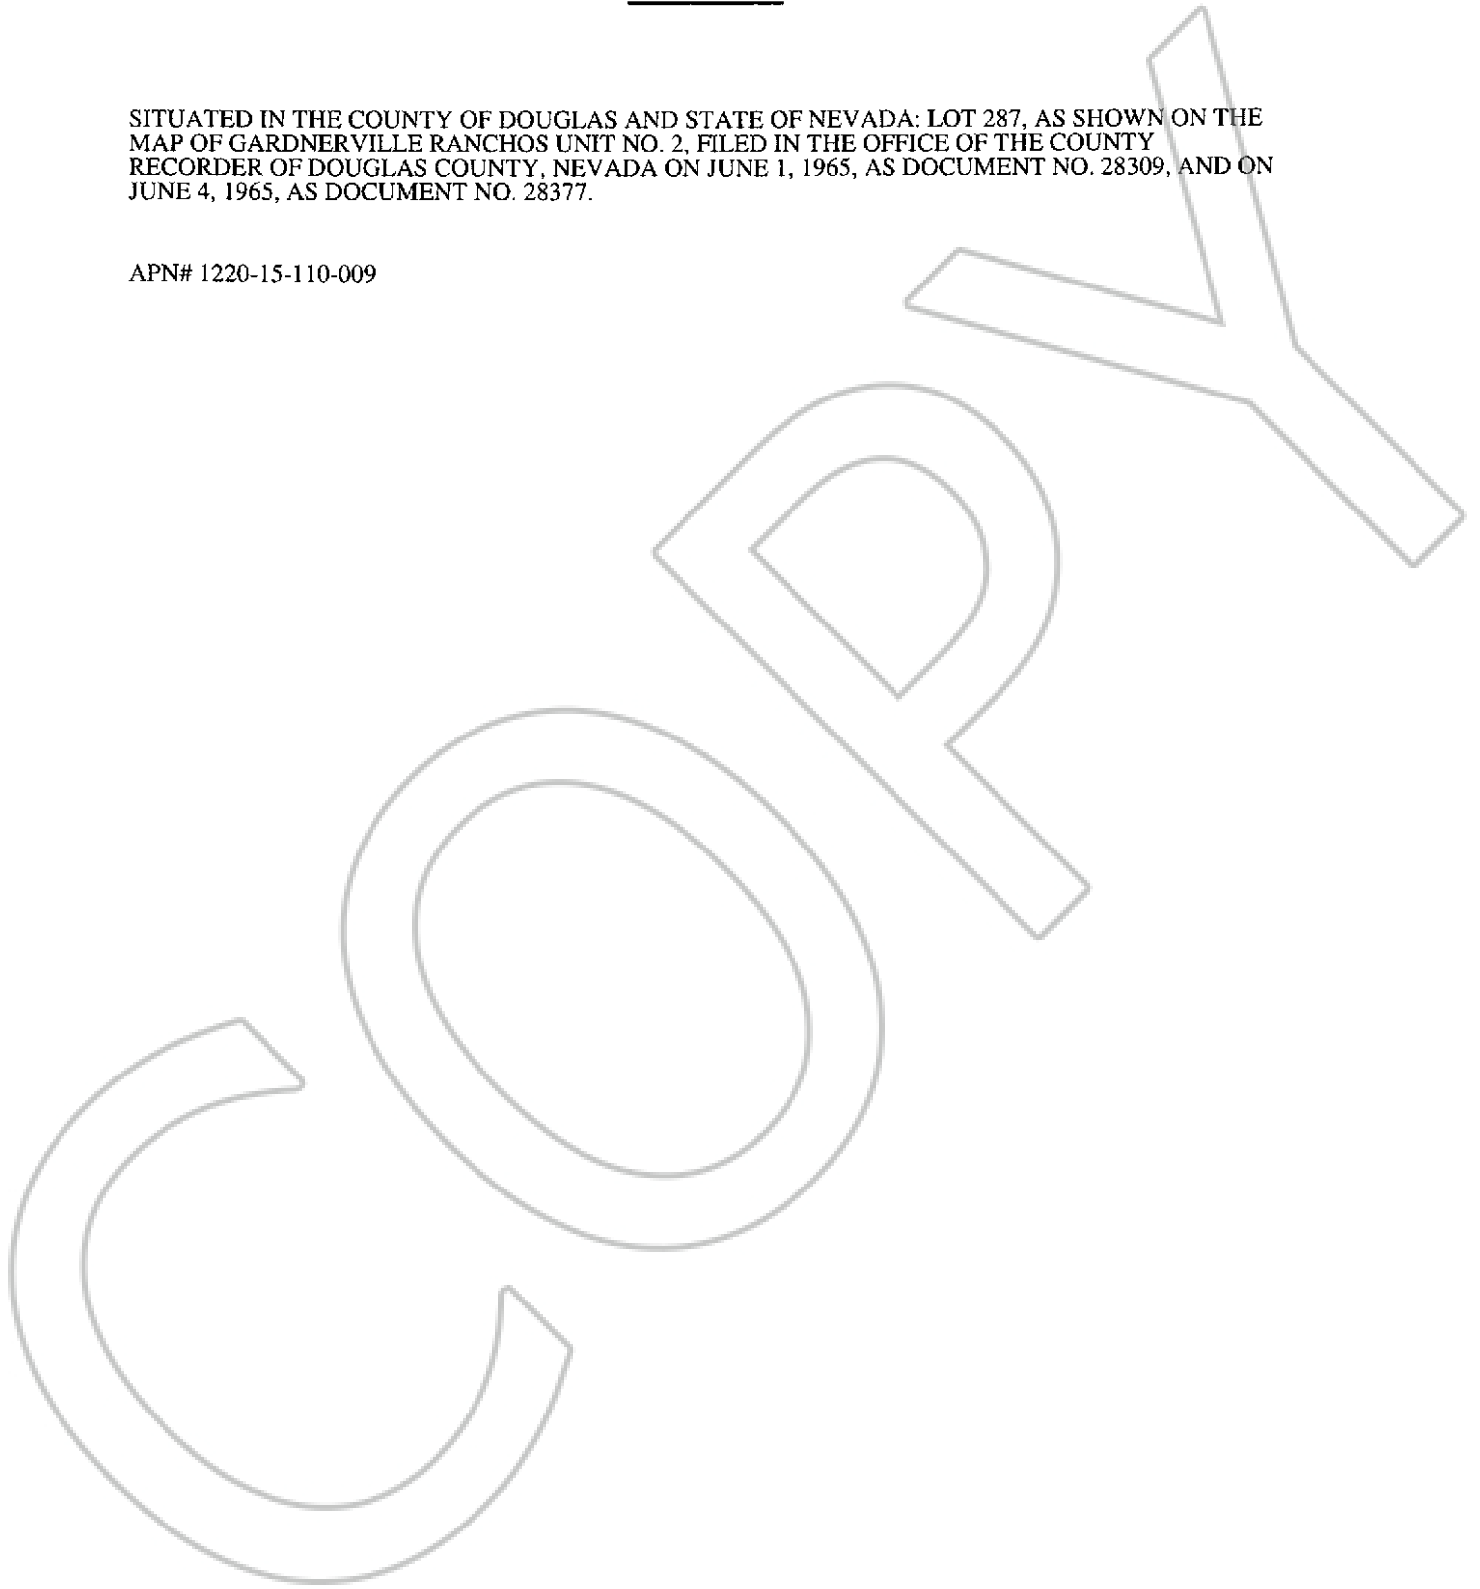 SITUATED IN THE COUNTY OF DOUGLAS AND STATE OF NEVADA: LOT 287, AS SHOWN ON THE
MAP OF GARDNERVILLE RANCHOS UNIT NO. 2, FILED IN THE OFFICE OF THE COUNTY
RECORDER OF DOUGLAS COUNTY, NEVADA ON JUNE 1, 1965, AS DOCUMENT NO. 28309, AND ON
JUNE 4, 1965, AS DOCUMENT NO. 28377.
APN# 1220-15-110-009
COPY